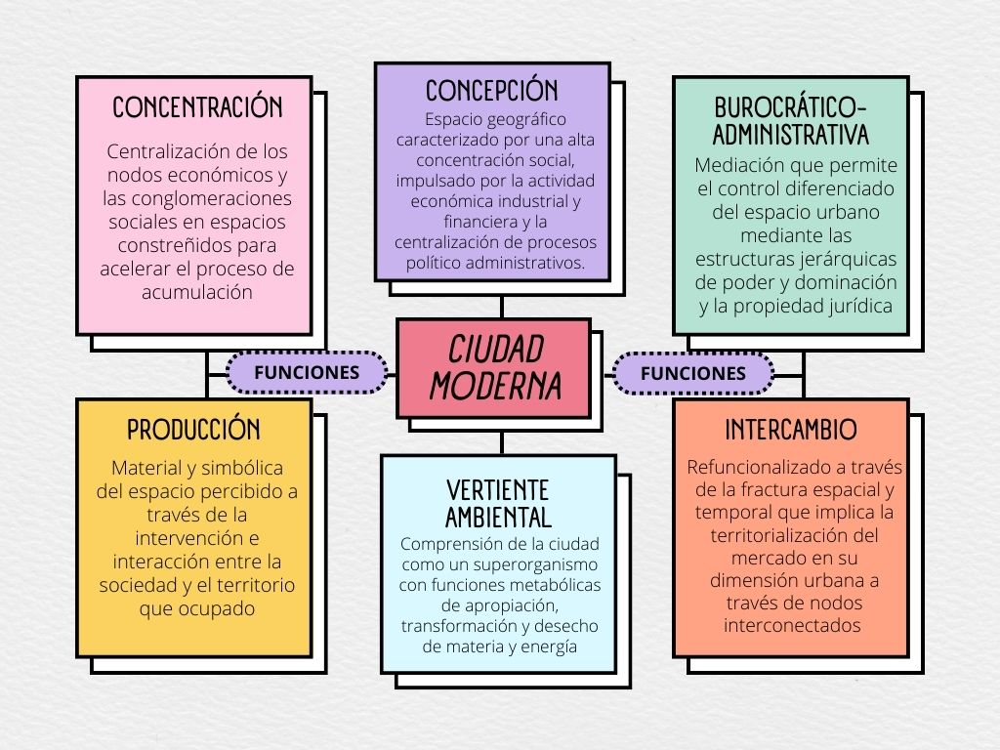 CONCENTRACIÓN
Centralización de los
nodos económicos y
las conglomeraciones
sociales en espacios
constreñidos para
acelerar el proceso de
acumulación
CONCEPCIÓN
Espacio geográfico
caracterizado por una alta
concentración social,
impulsado por la actividad
económica industrial y
financiera y la
centralización de procesos
político administrativos.
BUROCRÁTICO-
ADMINISTRATIVA
Mediación que permite
el control diferenciado
del espacio urbano
mediante las
estructuras jerárquicas
de poder y dominación
y la propiedad jurídica
FUNCIONES
CIUDAD
MODERNA
FUNCIONES
PRODUCCIÓN
Material y simbólica
del espacio percibido a
través de la
intervención e
interacción entre la
sociedad y el territorio
que ocupado
VERTIENTE
AMBIENTAL
Comprensión de la ciudad
como un superorganismo
con funciones metabólicas
de apropiación,
transformación y desecho
de materia y energía
INTERCAMBIO
Refuncionalizado a través
de la fractura espacial y
temporal que implica la
territorialización del
mercado en su
dimensión urbana a
través de nodos
interconectados